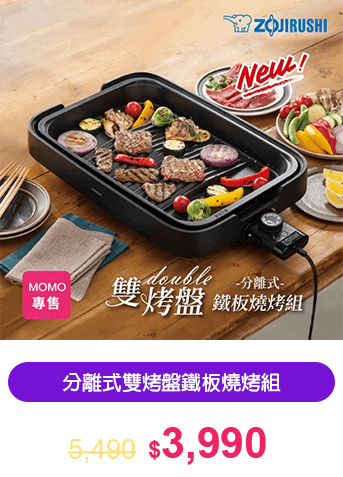 ZOJIRUSHI
New!
double
雙烤盤
-分離式-
鐵板燒烤組
MOMO
專售
分離式雙烤盤鐵板燒烤組
5,490 $3,990